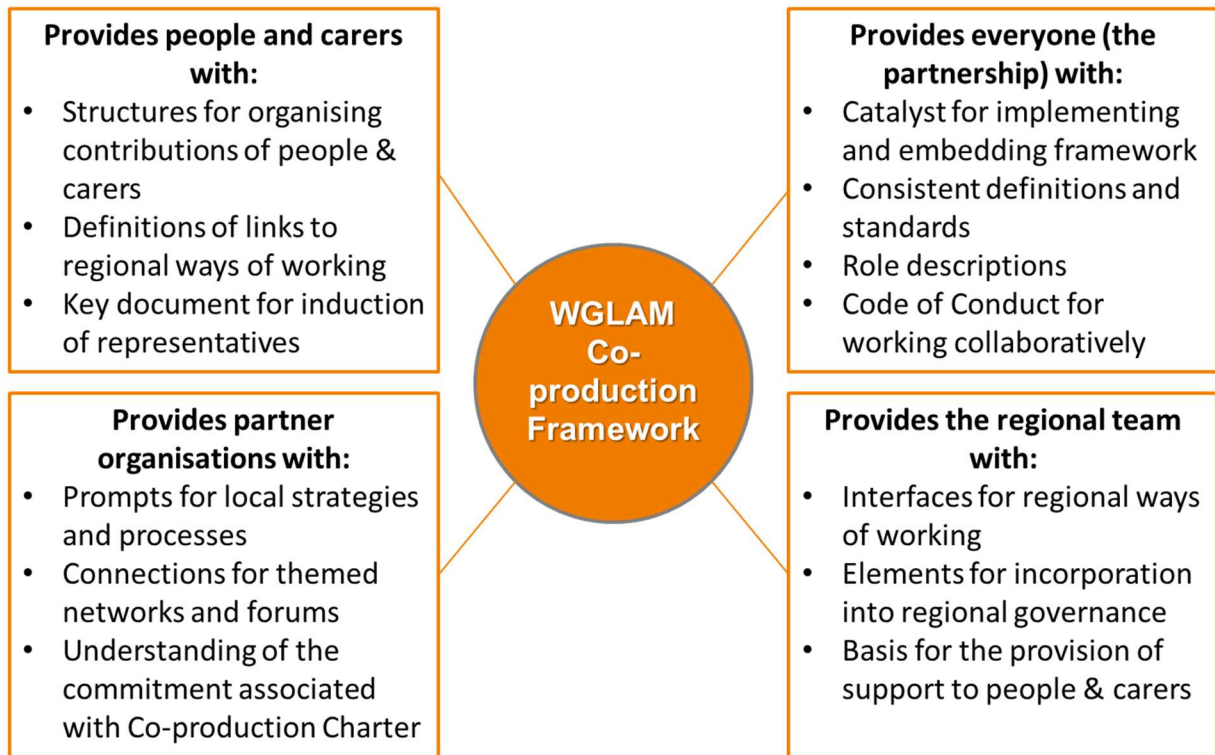 Provides people and carers
with:
• Structures for organising
contributions of people &
carers
• Definitions of links to
regional ways of working
• Key document for induction
of representatives
Provides everyone (the
partnership) with:
• Catalyst for implementing
and embedding framework
• Consistent definitions and
standards
• Role descriptions
• Code of Conduct for
working collaboratively
WGLAM
Co-
production
Framework
Provides partner
organisations with:
• Prompts for local strategies
and processes
• Connections for themed
networks and forums
• Understanding of the
commitment associated
with Co-production Charter
Provides the regional team
with:
• Interfaces for regional ways
of working
• Elements for incorporation
into regional governance
• Basis for the provision of
support to people & carers